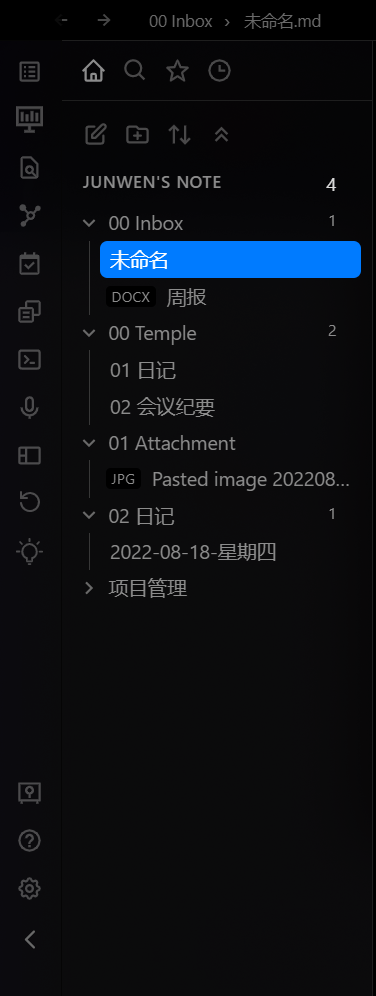 00 Inbox › 未命名.md
JUNWEN'S NOTE 4
00 Inbox 1
未命名
DOCX 周报
00 Temple 2
01 日记
02 会议纪要
01 Attachment
JPG Pasted image 202208...
02 日记 1
2022-08-18-星期四
项目管理